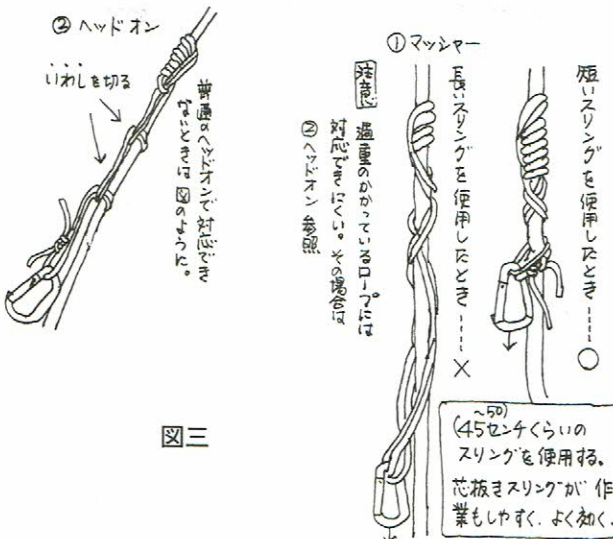 ① マッシャー
短いスリングを使用したとき-----○
長いスリングを使用したとき-----×
注意 過重のかかっているロープには
対応できにくい。その場合は
② ヘッドオン 参照
(45~50センチくらいの
スリングを使用する。
芯抜きスリングが 作
業もしやすく、よく効く。
② ヘッドオン
いわしを切る
普通のヘッドオンで対応でき
ないときは 図のように。
図三